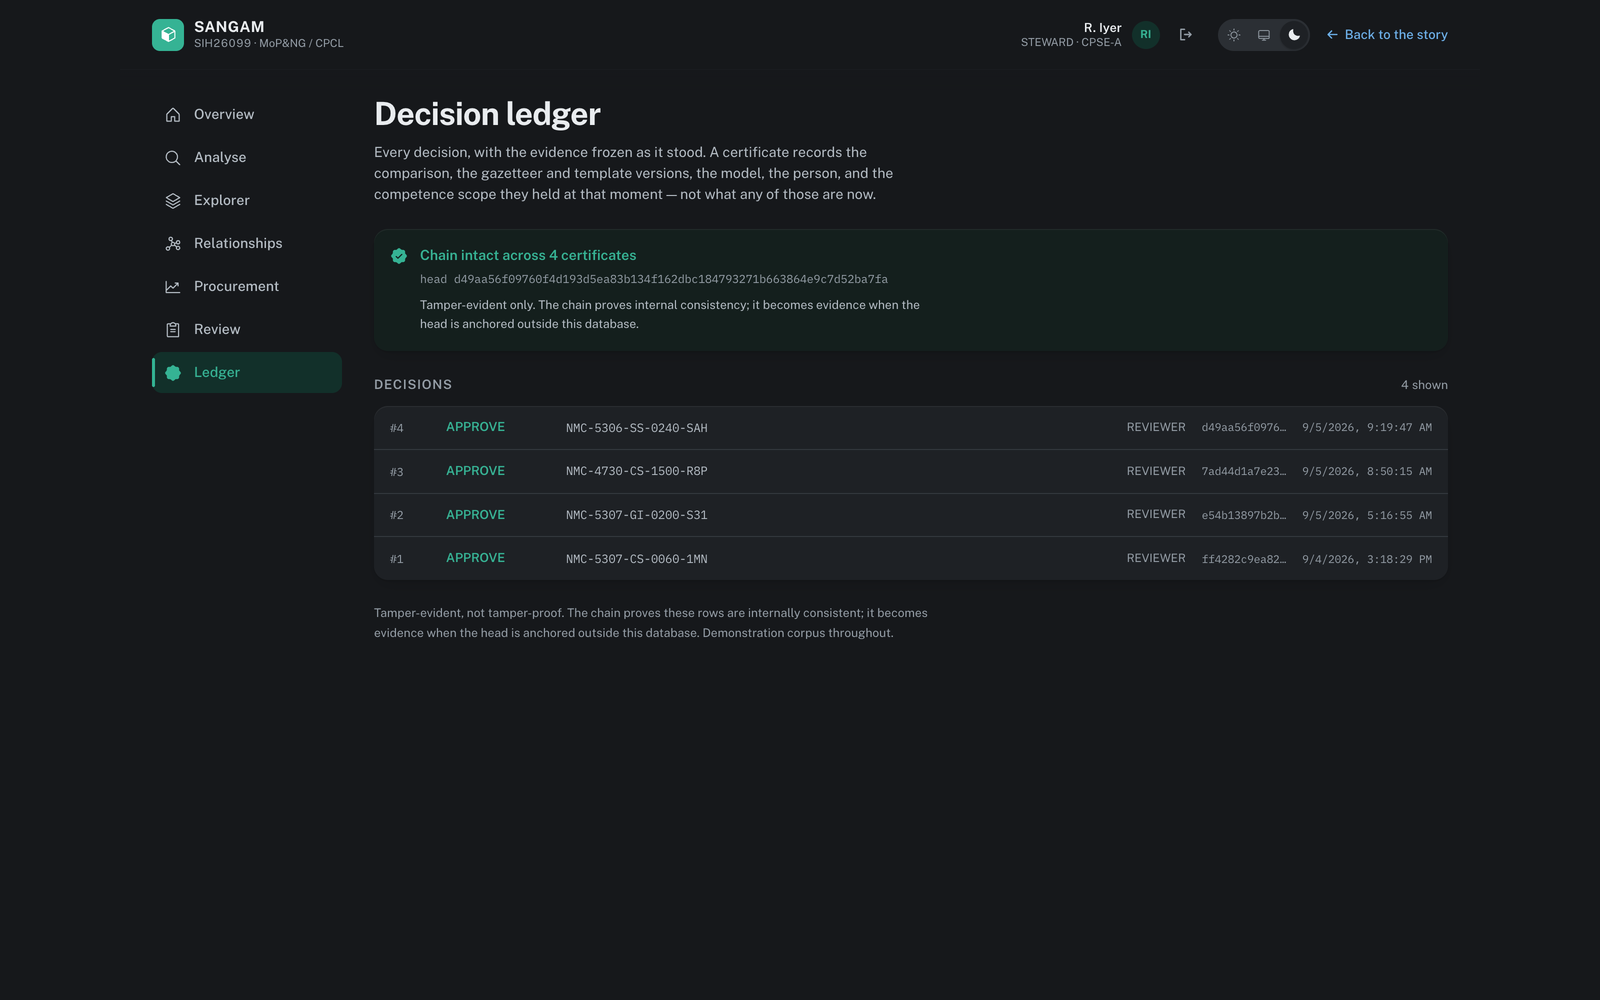 SANGAM
SIH26099 · MoP&NG / CPCL
R. Iyer
STEWARD · CPSE-A
RI
← Back to the story
Overview
Analyse
Explorer
Relationships
Procurement
Review
Ledger
Decision ledger
Every decision, with the evidence frozen as it stood. A certificate records the
comparison, the gazetteer and template versions, the model, the person, and the
competence scope they held at that moment — not what any of those are now.
Chain intact across 4 certificates
head d49aa56f09760f4d193d5ea83b134f162dbc184793271b663864e9c7d52ba7fa
Tamper-evident only. The chain proves internal consistency; it becomes evidence when the
head is anchored outside this database.
DECISIONS 4 shown
#4 APPROVE NMC-5306-SS-0240-SAH REVIEWER d49aa56f0976… 9/5/2026, 9:19:47 AM
#3 APPROVE NMC-4730-CS-1500-R8P REVIEWER 7ad44d1a7e23… 9/5/2026, 8:50:15 AM
#2 APPROVE NMC-5307-GI-0200-S31 REVIEWER e54b13897b2b… 9/5/2026, 5:16:55 AM
#1 APPROVE NMC-5307-CS-0060-1MN REVIEWER ff4282c9ea82… 9/4/2026, 3:18:29 PM
Tamper-evident, not tamper-proof. The chain proves these rows are internally consistent; it becomes
evidence when the head is anchored outside this database. Demonstration corpus throughout.